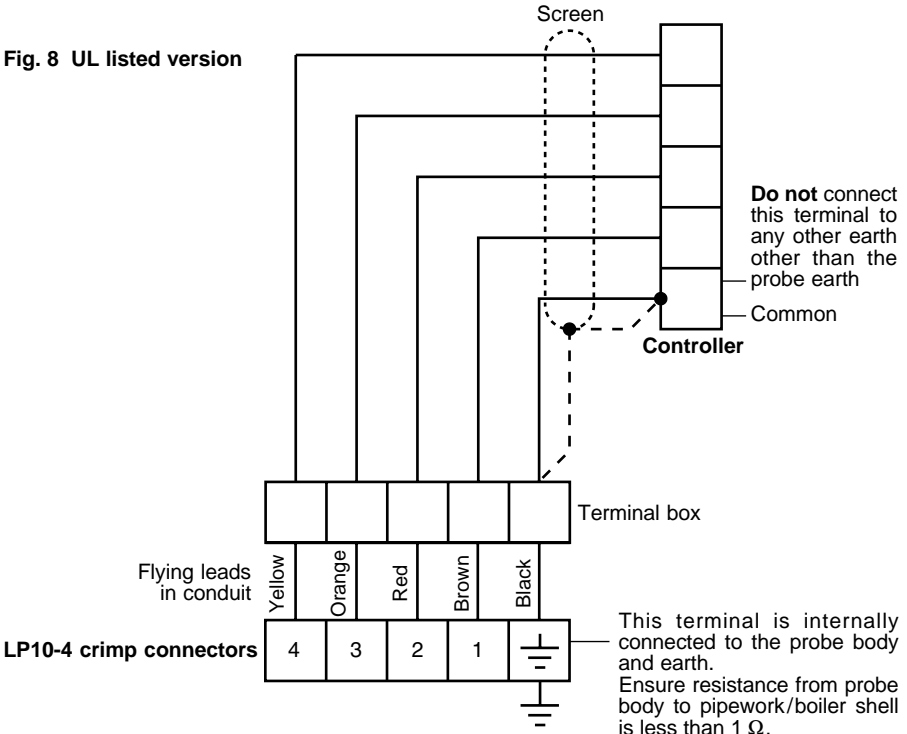 Screen
Fig. 8 UL listed version
Do not connect
this terminal to
any other earth
other than the
probe earth
Common
Controller
Terminal box
Flying leads
in conduit
Yellow
Orange
Red
Brown
Black
LP10-4 crimp connectors
4
3
2
1
This terminal is internally
connected to the probe body
and earth.
Ensure resistance from probe
body to pipework/boiler shell
is less than 1 Ω.